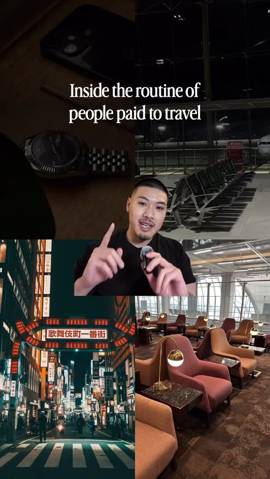 Inside the routine of
people paid to travel
歌舞伎町一番街